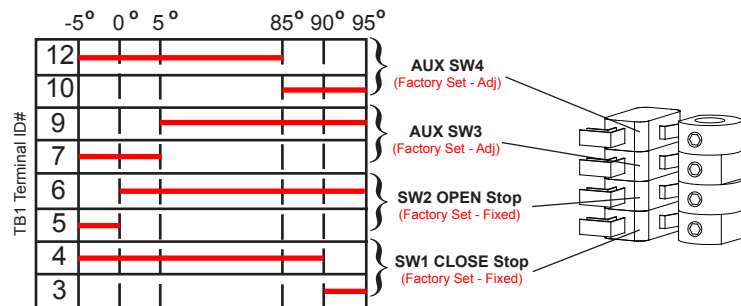 -5° 0° 5° 85° 90° 95°
TB1 Terminal ID#
12
10
9
7
6
5
4
3
AUX SW4
(Factory Set - Adj)
AUX SW3
(Factory Set - Adj)
SW2 OPEN Stop
(Factory Set - Fixed)
SW1 CLOSE Stop
(Factory Set - Fixed)